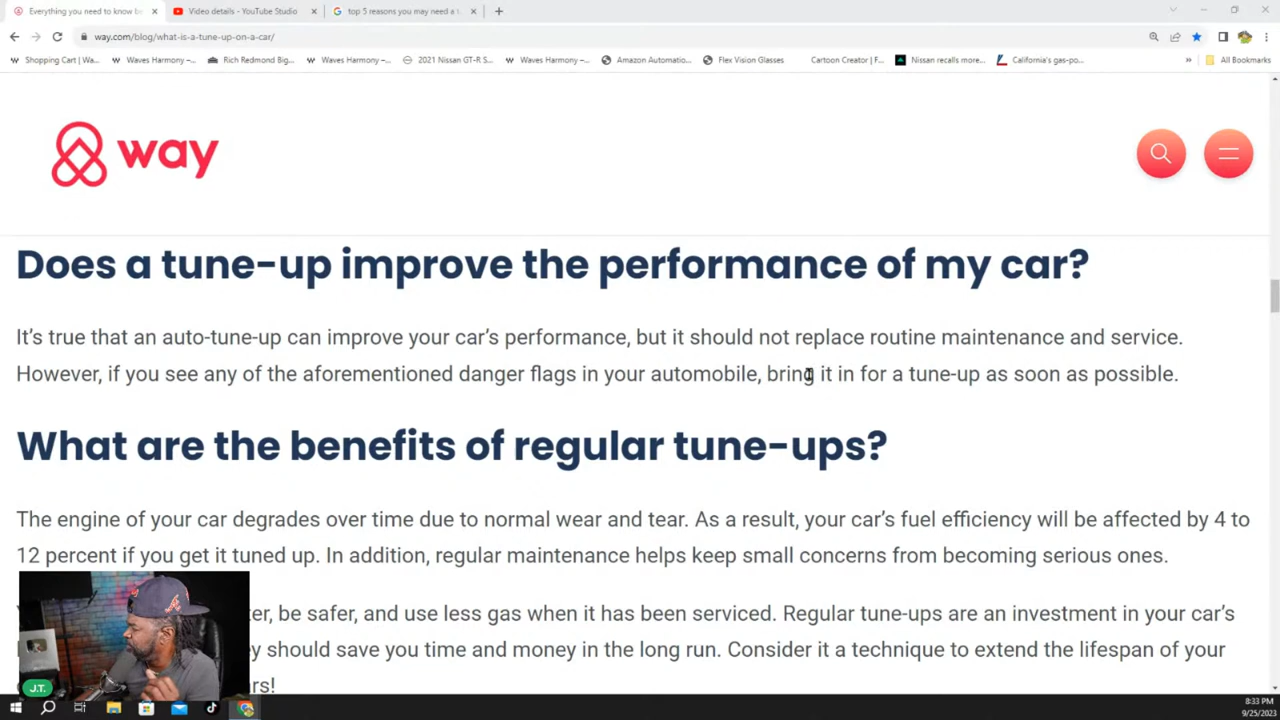 Everything you need to know be
Video details - YouTube Studio
top 5 reasons you may need a t
way.com/blog/what-is-a-tune-up-on-a-car/
Shopping Cart | Wa...
Waves Harmony –...
Rich Redmond Big...
Waves Harmony –...
2021 Nissan GT-R S...
Waves Harmony –...
Amazon Automatio...
Flex Vision Glasses
Cartoon Creator | F...
Nissan recalls more...
California's gas-po...
All Bookmarks
way
Does a tune-up improve the performance of my car?
It's true that an auto-tune-up can improve your car's performance, but it should not replace routine maintenance and service.
However, if you see any of the aforementioned danger flags in your automobile, bring it in for a tune-up as soon as possible.
What are the benefits of regular tune-ups?
The engine of your car degrades over time due to normal wear and tear. As a result, your car's fuel efficiency will be affected by 4 to
12 percent if you get it tuned up. In addition, regular maintenance helps keep small concerns from becoming serious ones.
be safer, and use less gas when it has been serviced. Regular tune-ups are an investment in your car's
should save you time and money in the long run. Consider it a technique to extend the lifespan of your
J.T.
8:33 PM
9/25/2023